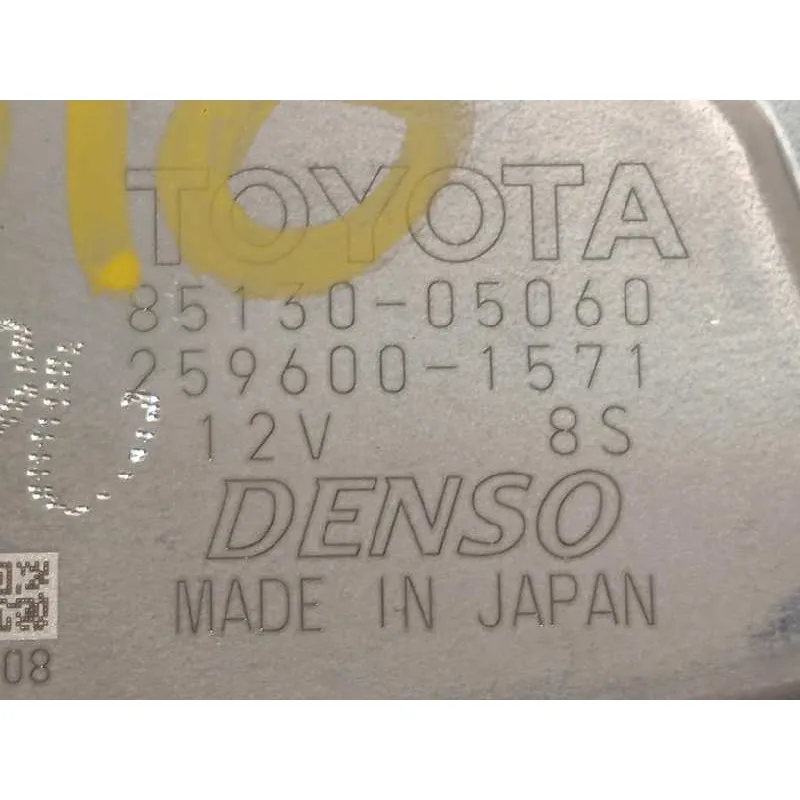 TOYOTA
85130-05060
259600-1571
12V 8S
DENSO
MADE IN JAPAN
08